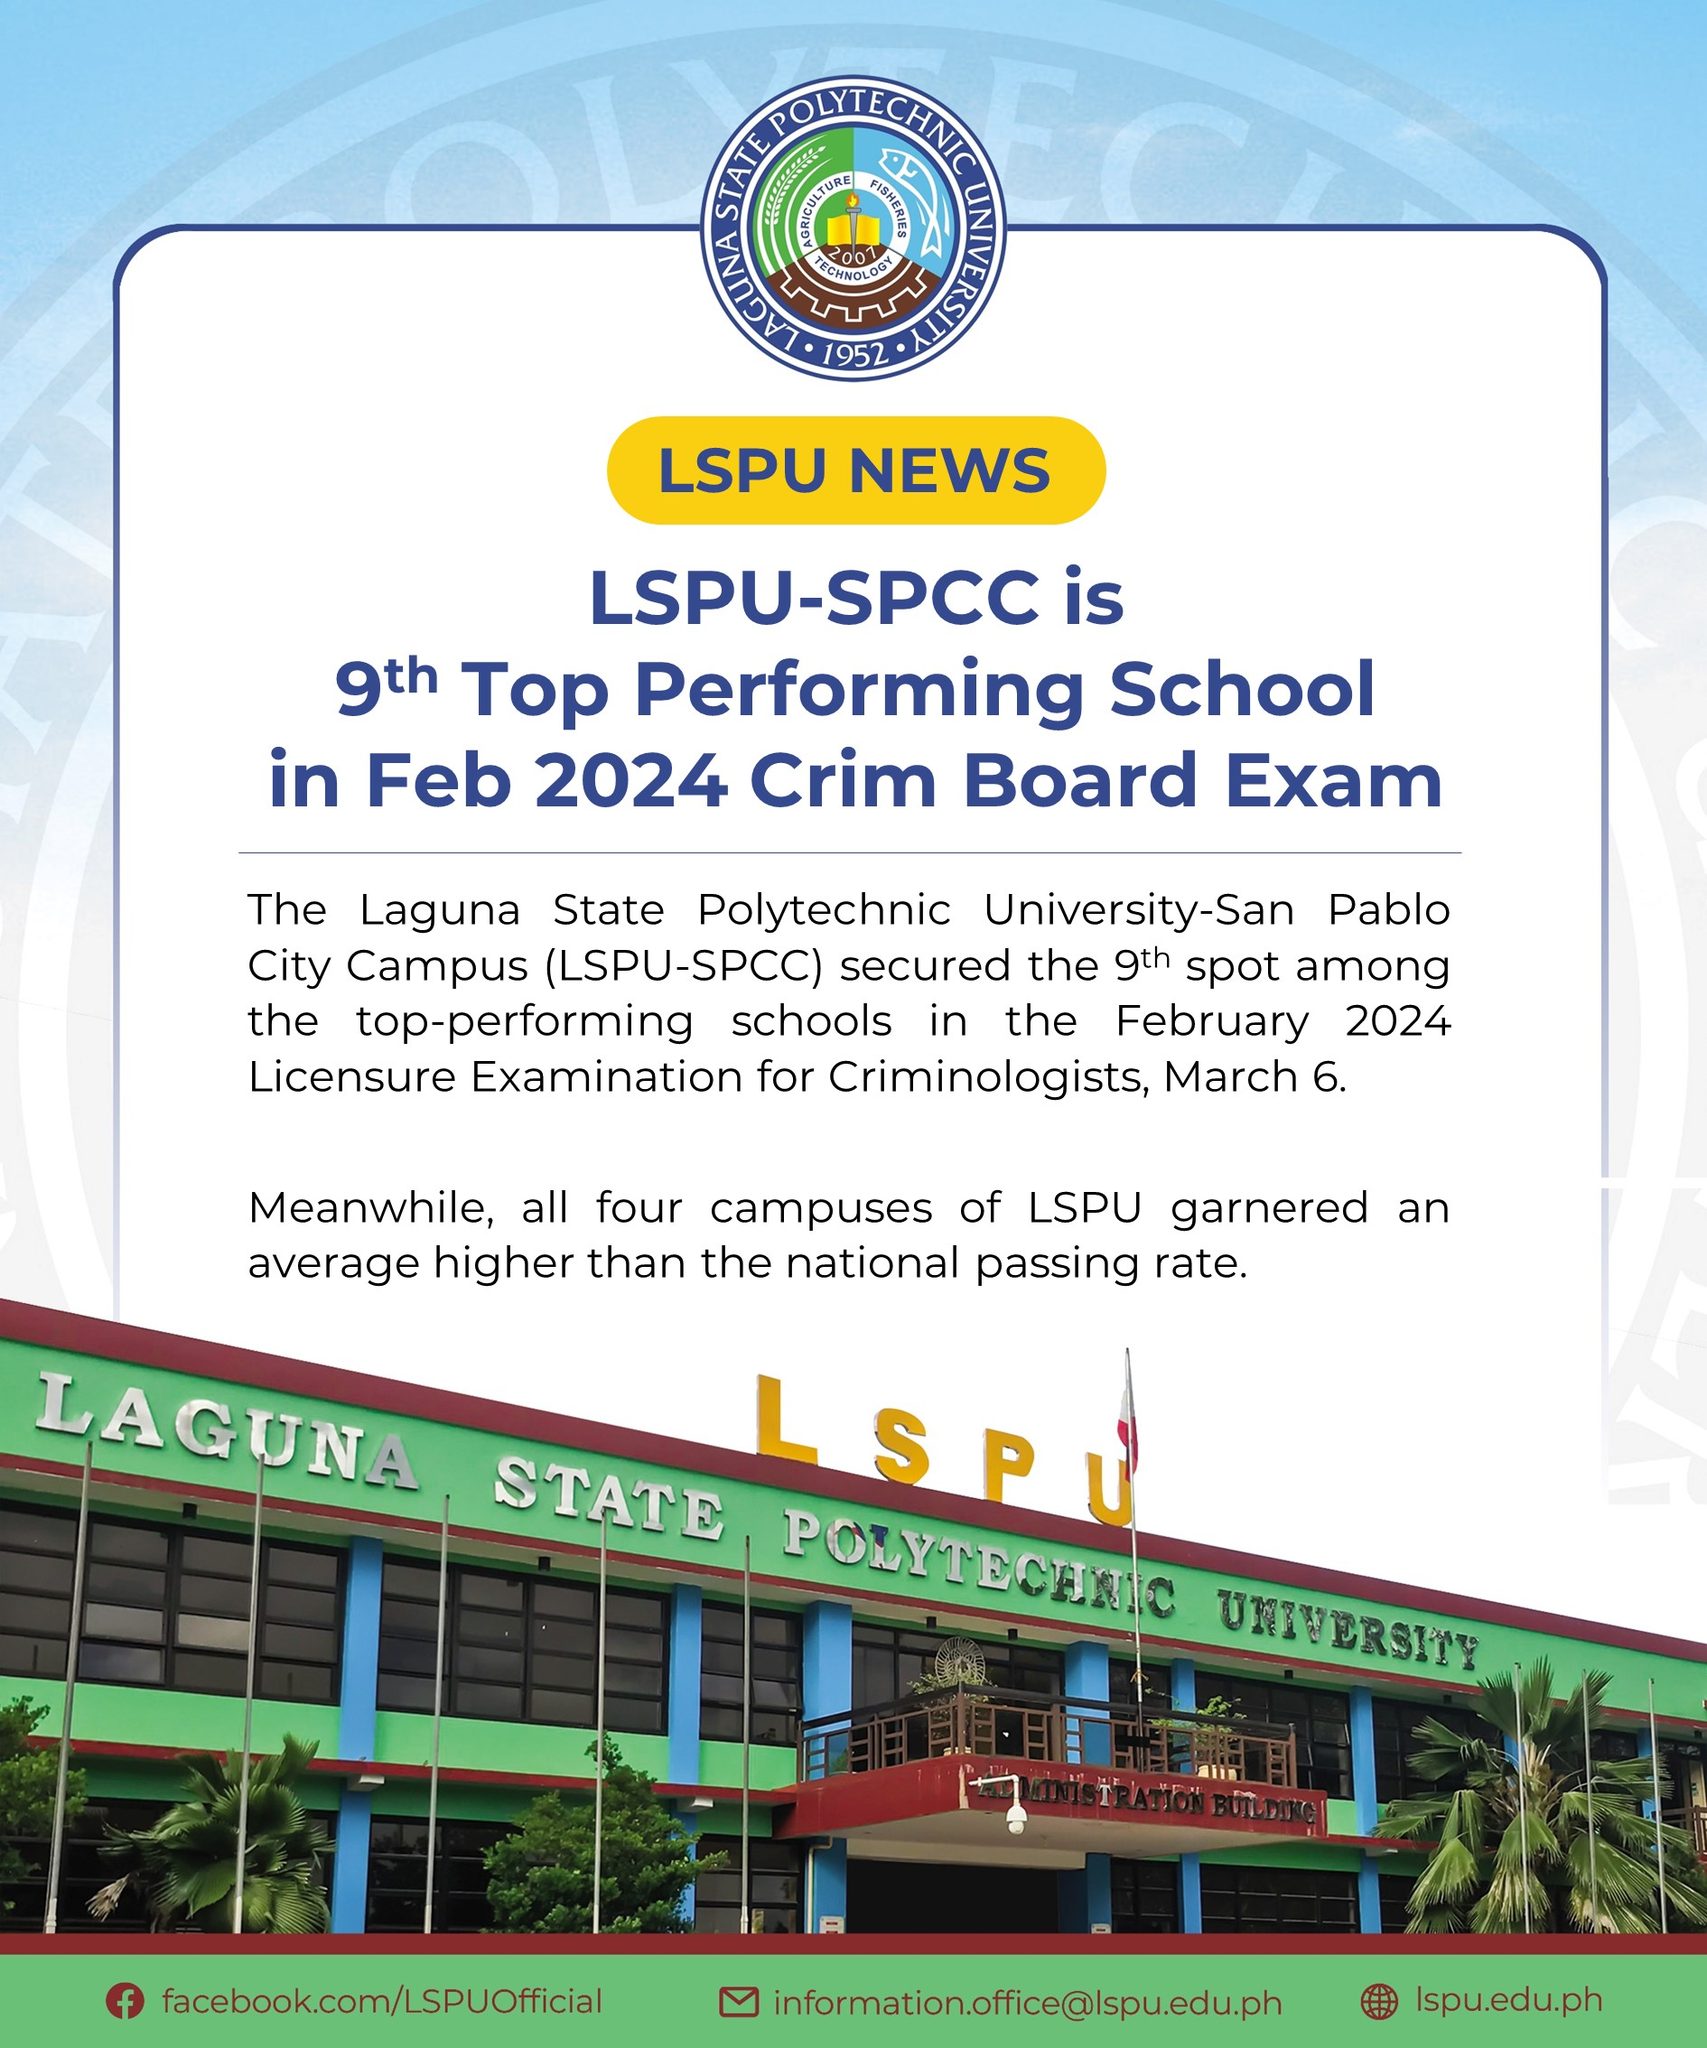 LAGUNA STATE POLYTECHNIC UNIVERSITY
AGRICULTURE
FISHERIES
2007
TECHNOLOGY
• 1952 •
LSPU NEWS
LSPU-SPCC is
9th Top Performing School
in Feb 2024 Crim Board Exam
The Laguna State Polytechnic University-San Pablo
City Campus (LSPU-SPCC) secured the 9th spot among
the top-performing schools in the February 2024
Licensure Examination for Criminologists, March 6.
Meanwhile, all four campuses of LSPU garnered an
average higher than the national passing rate.
LSPU
LAGUNA STATE POLYTECHNIC UNIVERSITY
ADMINISTRATION BUILDING
facebook.com/LSPUOfficial
information.office@lspu.edu.ph
lspu.edu.ph